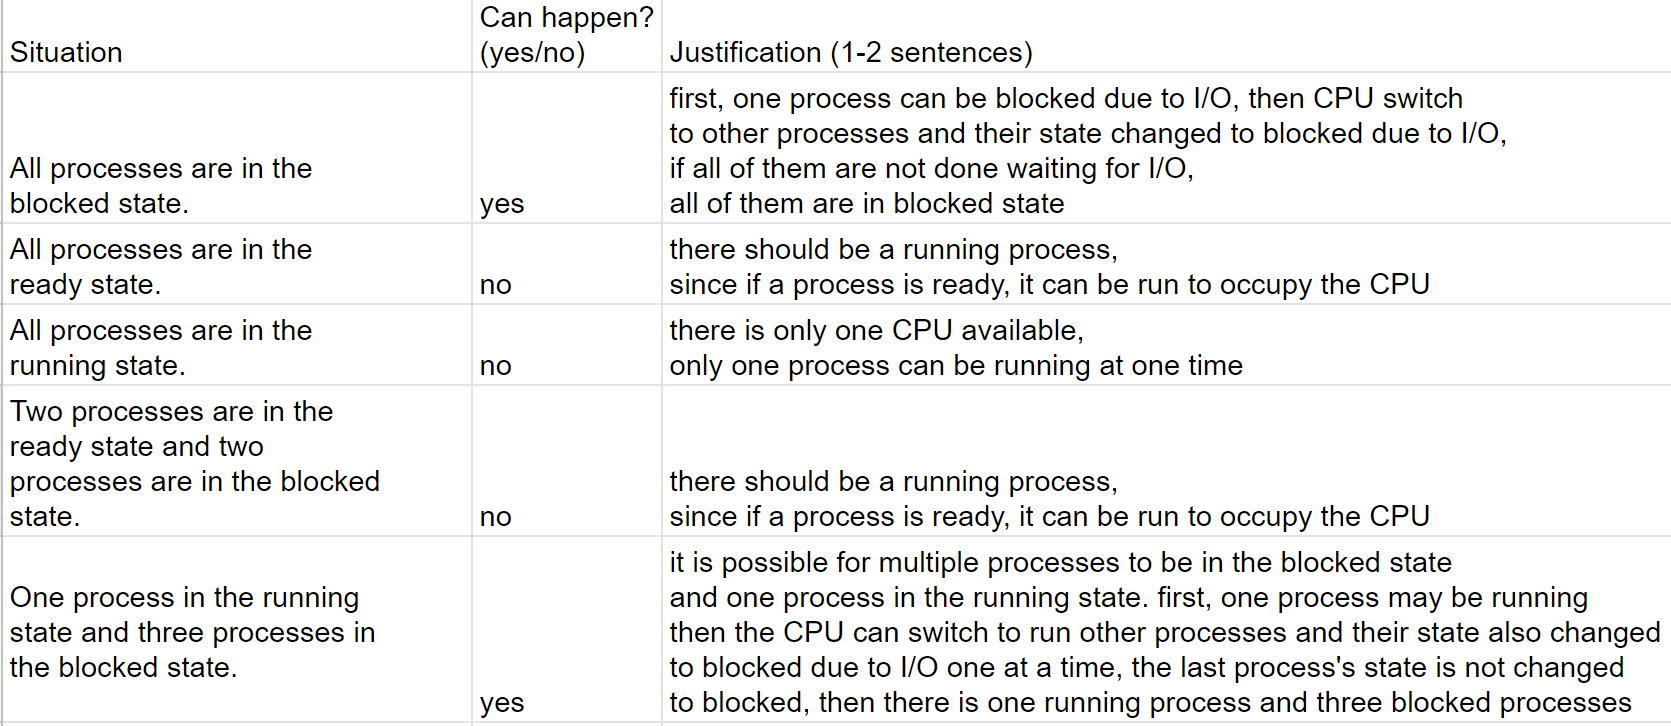 Situation
Can happen?
(yes/no)
Justification (1-2 sentences)
All processes are in the
blocked state.
yes
first, one process can be blocked due to I/O, then CPU switch
to other processes and their state changed to blocked due to I/O,
if all of them are not done waiting for I/O,
all of them are in blocked state
All processes are in the
ready state.
no
there should be a running process,
since if a process is ready, it can be run to occupy the CPU
All processes are in the
running state.
no
there is only one CPU available,
only one process can be running at one time
Two processes are in the
ready state and two
processes are in the blocked
state.
no
there should be a running process,
since if a process is ready, it can be run to occupy the CPU
One process in the running
state and three processes in
the blocked state.
yes
it is possible for multiple processes to be in the blocked state
and one process in the running state. first, one process may be running
then the CPU can switch to run other processes and their state also changed
to blocked due to I/O one at a time, the last process's state is not changed
to blocked, then there is one running process and three blocked processes